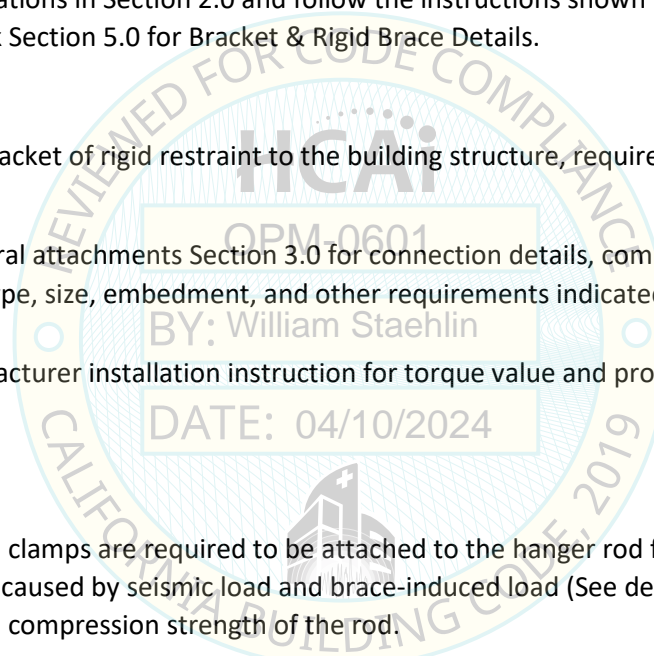 ations in Section 2.0 and follow the instructions shown
Section 5.0 for Bracket & Rigid Brace Details.
REVIEWED FOR CODE COMPLIANCE
HCAi
acket of rigid restraint to the building structure, require
OPM-0601
ral attachments Section 3.0 for connection details, com
ype, size, embedment, and other requirements indicated
BY: William Staehlin
acturer installation instruction for torque value and pro
DATE: 04/10/2024
clamps are required to be attached to the hanger rod f
caused by seismic load and brace-induced load (See de
compression strength of the rod.
CALIFORNIA BUILDING CODE, 2019